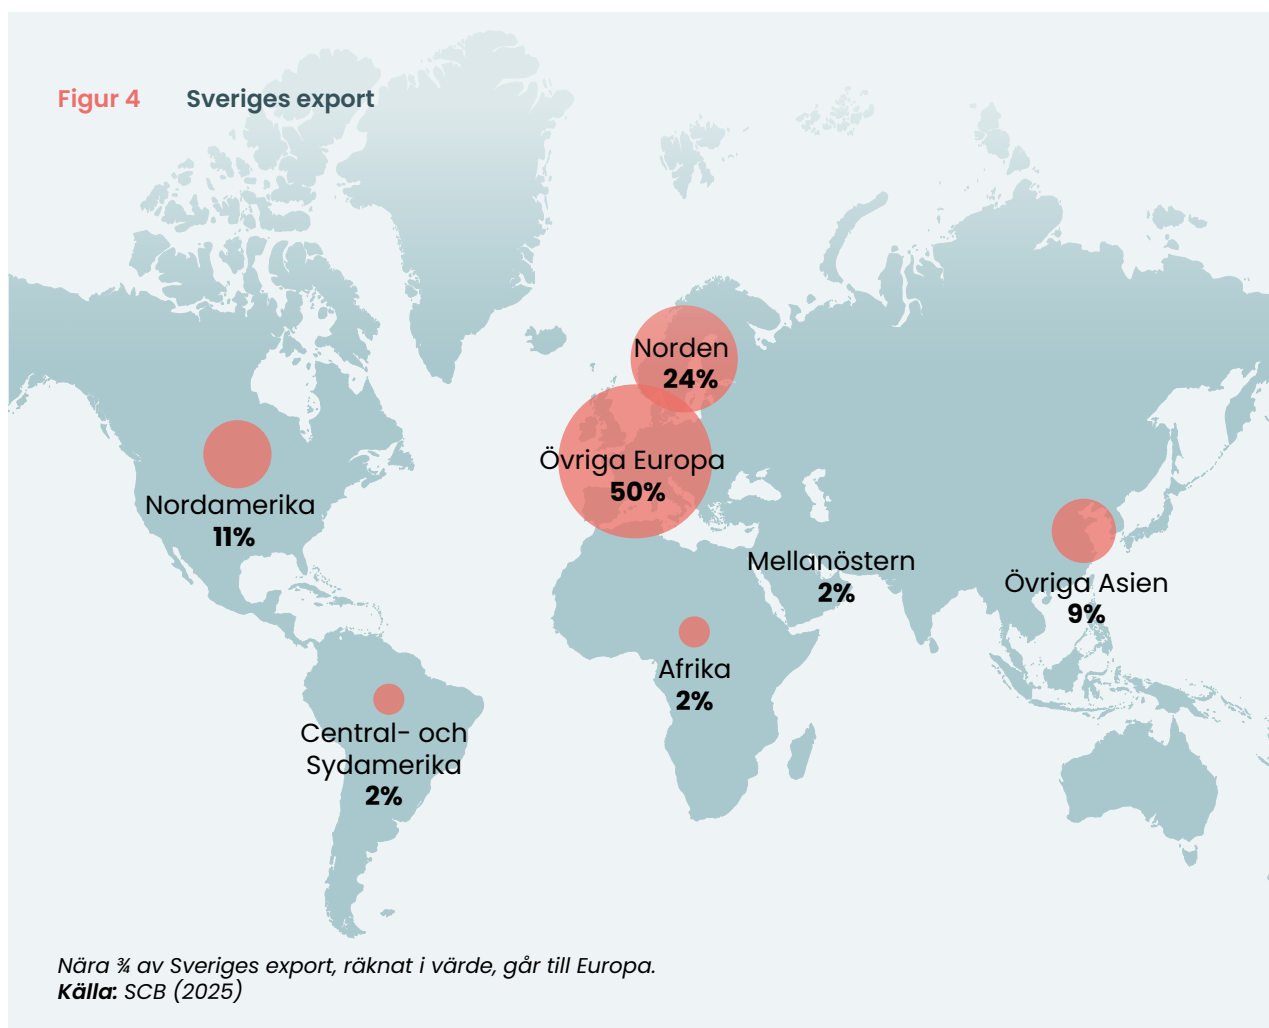 Figur 4 Sveriges export
Norden
24%
Övriga Europa
50%
Nordamerika
11%
Mellanöstern
2%
Övriga Asien
9%
Afrika
2%
Central- och
Sydamerika
2%
Nära ¾ av Sveriges export, räknat i värde, går till Europa.
Källa: SCB (2025)